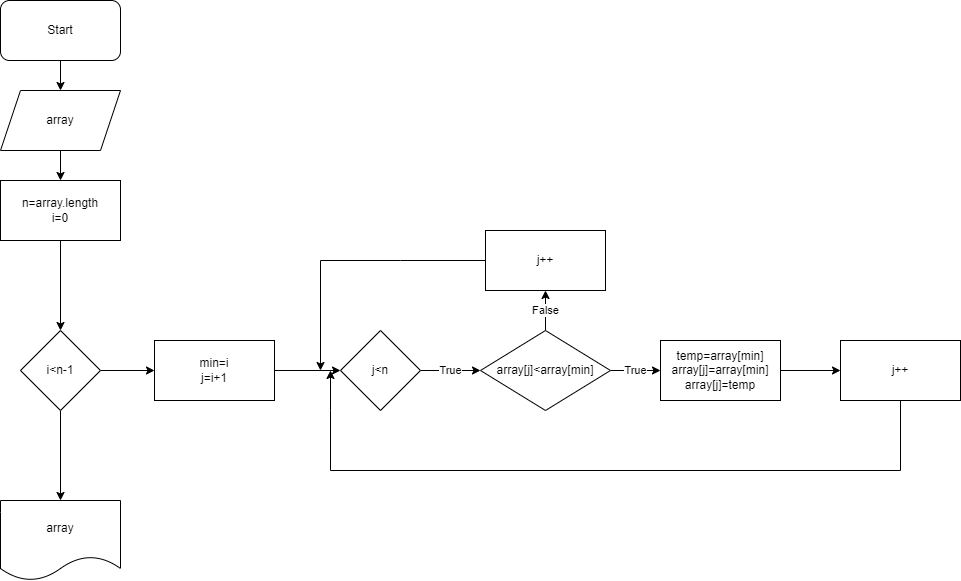 Start
array
n=array.length
i=0
j++
False
i<n-1
min=i
j=i+1
j<n
True
array[j]<array[min]
True
temp=array[min]
array[j]=array[min]
array[j]=temp
j++
array